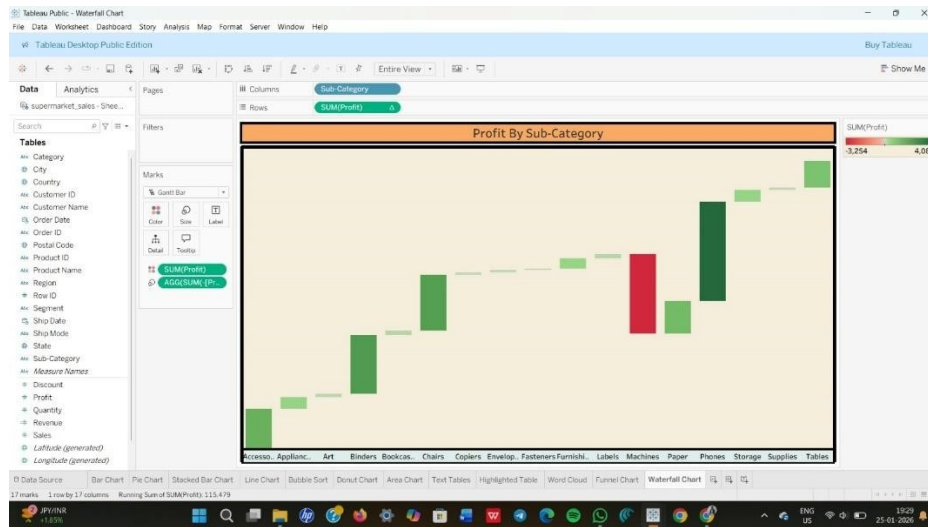 Tableau Public - Waterfall Chart
File Data Worksheet Dashboard Story Analysis Map Format Server Window Help
Tableau Desktop Public Edition
Buy Tableau
Entire View
Show Me
Data
Analytics
Pages
Columns
Sub-Category
Rows
SUM(Profit)
supermarket_sales - Shee...
Search
Tables
Category
City
Country
Customer ID
Customer Name
Order Date
Order ID
Postal Code
Product ID
Product Name
Region
Row ID
Segment
Ship Date
Ship Mode
State
Sub-Category
Measure Names
Discount
Profit
Quantity
Revenue
Sales
Latitude (generated)
Longitude (generated)
Filters
Marks
Gantt Bar
Color
Size
Label
Detail
Tooltip
SUM(Profit)
AGG(SUM(-[Pr..
Profit By Sub-Category
Accesso.. Applianc.. Art Binders Bookcas.. Chairs Copiers Envelop.. Fasteners Furnishi.. Labels Machines Paper Phones Storage Supplies Tables
SUM(Profit)
-3,254
Data Source Bar Chart Pie Chart Stacked Bar Chart Line Chart Bubble Sort Donut Chart Area Chart Text Tables Highlighted Table Word Cloud Funnel Chart Waterfall Chart
17 marks 1 row by 17 columns Running Sum of SUM(Profit): 115,479
JPY/INR
+1.85%
ENG
US
19:29
25-01-2026